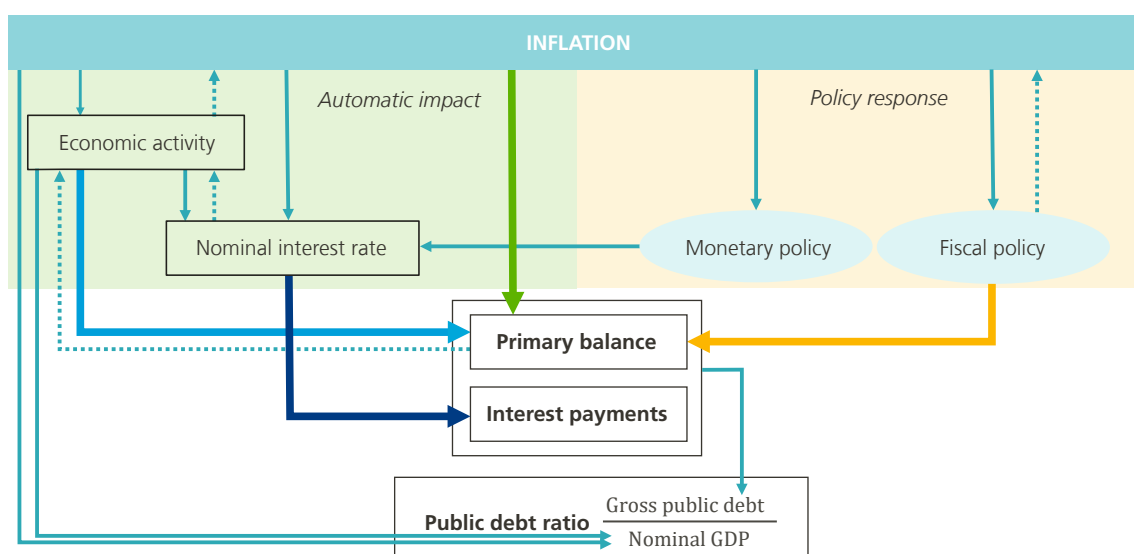 INFLATION
Automatic impact
Policy response
Economic activity
Nominal interest rate
Monetary policy
Fiscal policy
Primary balance
Interest payments
Public debt ratio
Gross public debt
Nominal GDP